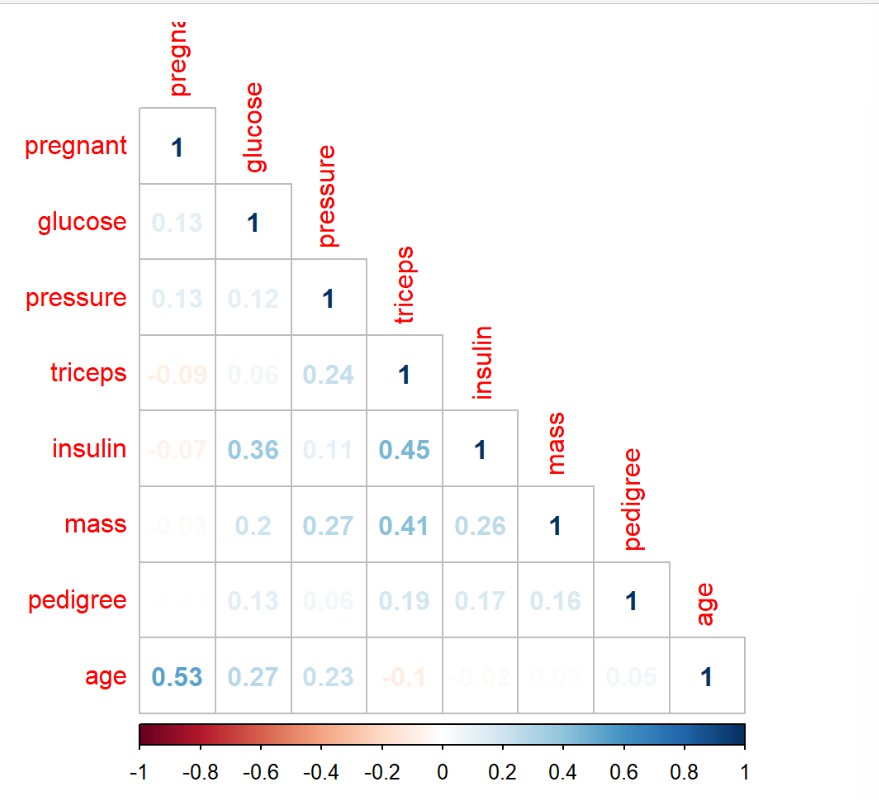 pregna
glucose
pressure
triceps
insulin
mass
pedigree
age
pregnant 1
glucose 0.13 1
pressure 0.13 0.12 1
triceps -0.09 0.06 0.24 1
insulin -0.07 0.36 0.11 0.45 1
mass -0.03 0.2 0.27 0.41 0.26 1
pedigree 0.13 0.06 0.19 0.17 0.16 1
age 0.53 0.27 0.23 -0.1 -0.02 0.02 0.05 1
-1 -0.8 -0.6 -0.4 -0.2 0 0.2 0.4 0.6 0.8 1